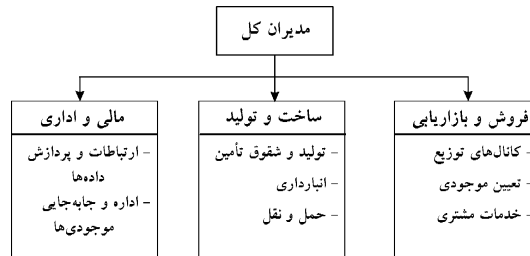 مدیران کل
فروش و بازاریابی
- کانال‌های توزیع
- تعیین موجودی
- خدمات مشتری
ساخت و تولید
- تولید و شقوق تأمین
- انبارداری
- حمل و نقل
مالی و اداری
- ارتباطات و پردازش
داده‌ها
- اداره و جابه‌جایی
موجودی‌ها